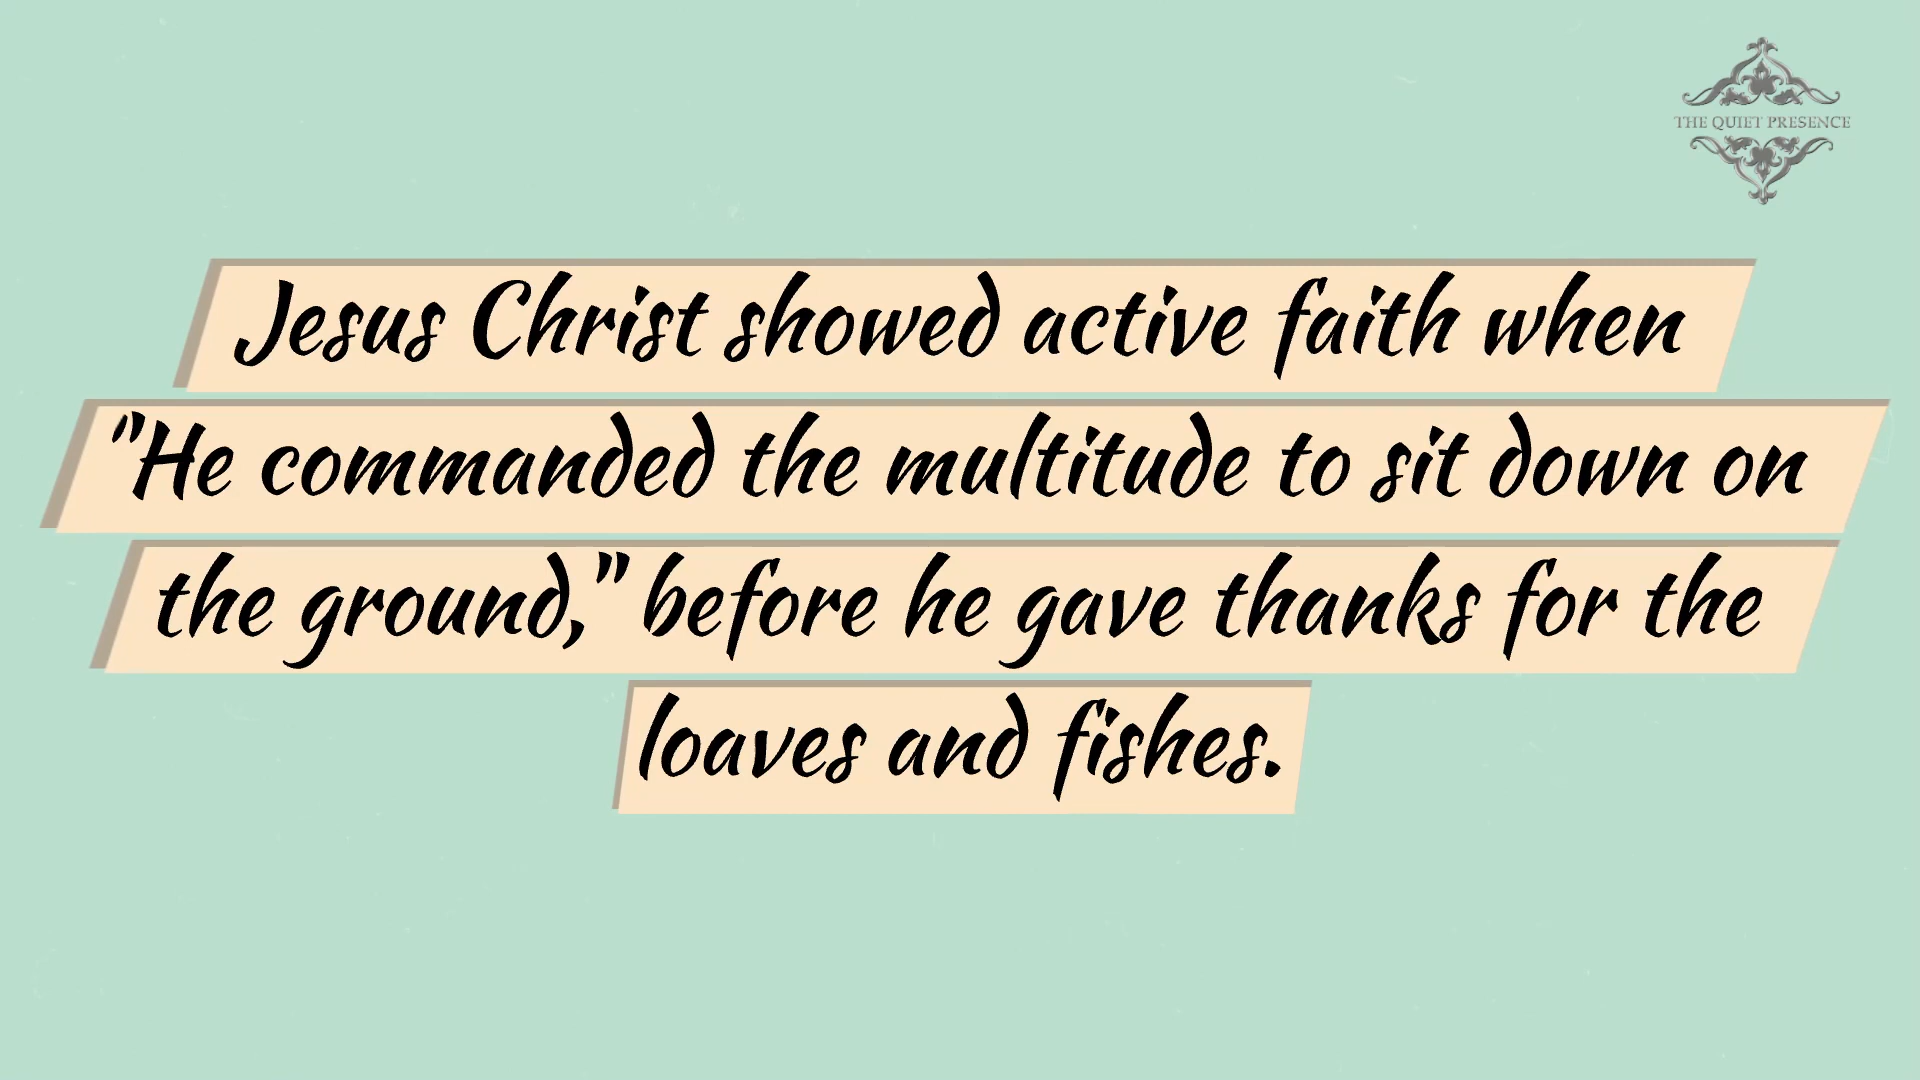 THE QUIET PRESENCE
Jesus Christ showed active faith when
"He commanded the multitude to sit down on
the ground," before he gave thanks for the
loaves and fishes.